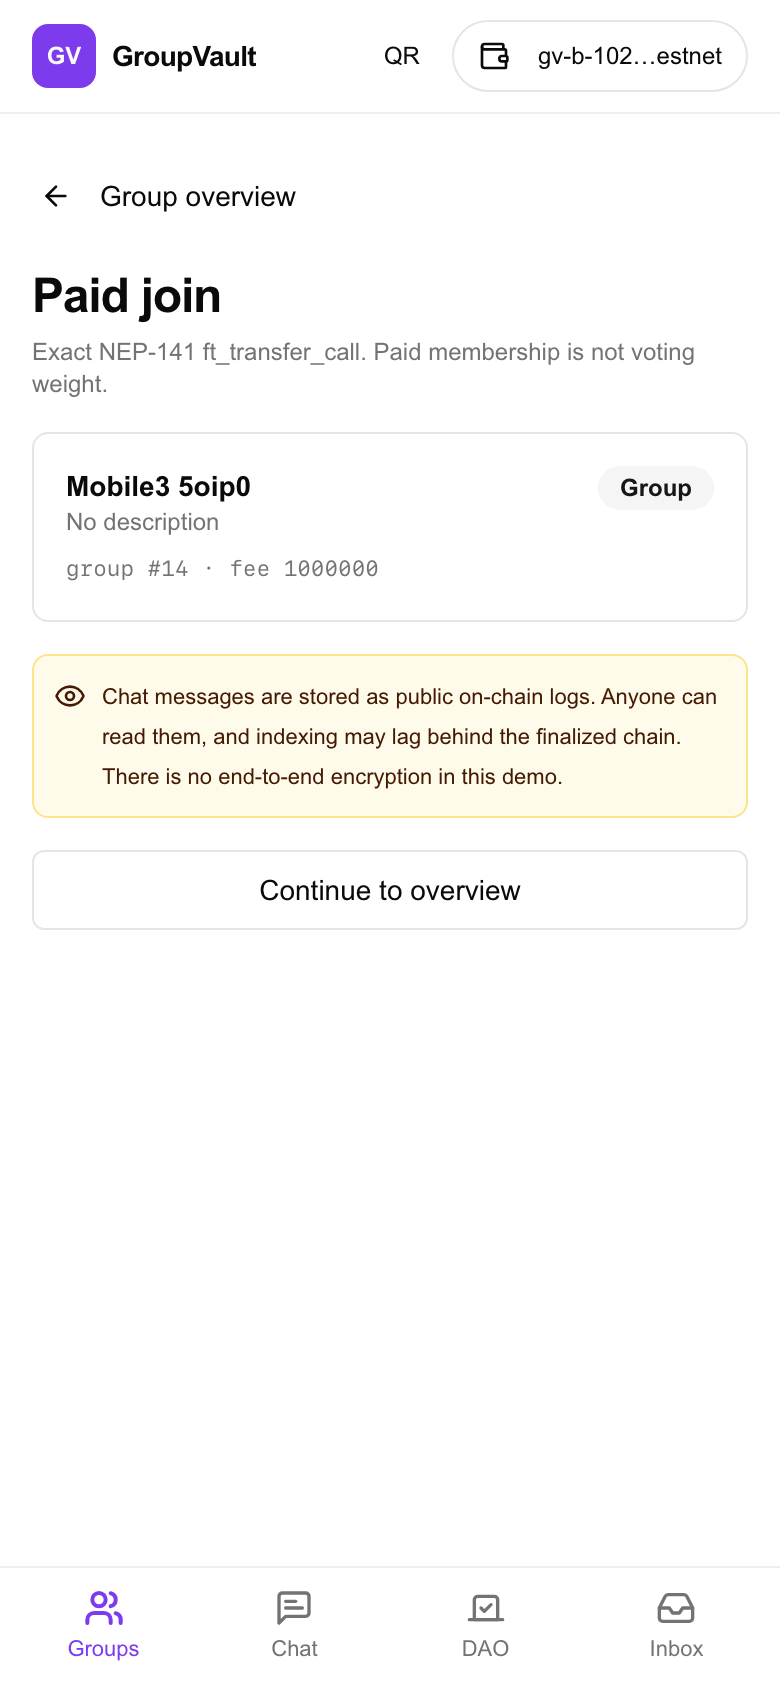 GV GroupVault QR gv-b-102…estnet
Group overview
Paid join
Exact NEP-141 ft_transfer_call. Paid membership is not voting
weight.
Mobile3 5oip0 Group
No description
group #14 · fee 1000000
Chat messages are stored as public on-chain logs. Anyone can
read them, and indexing may lag behind the finalized chain.
There is no end-to-end encryption in this demo.
Continue to overview
Groups Chat DAO Inbox